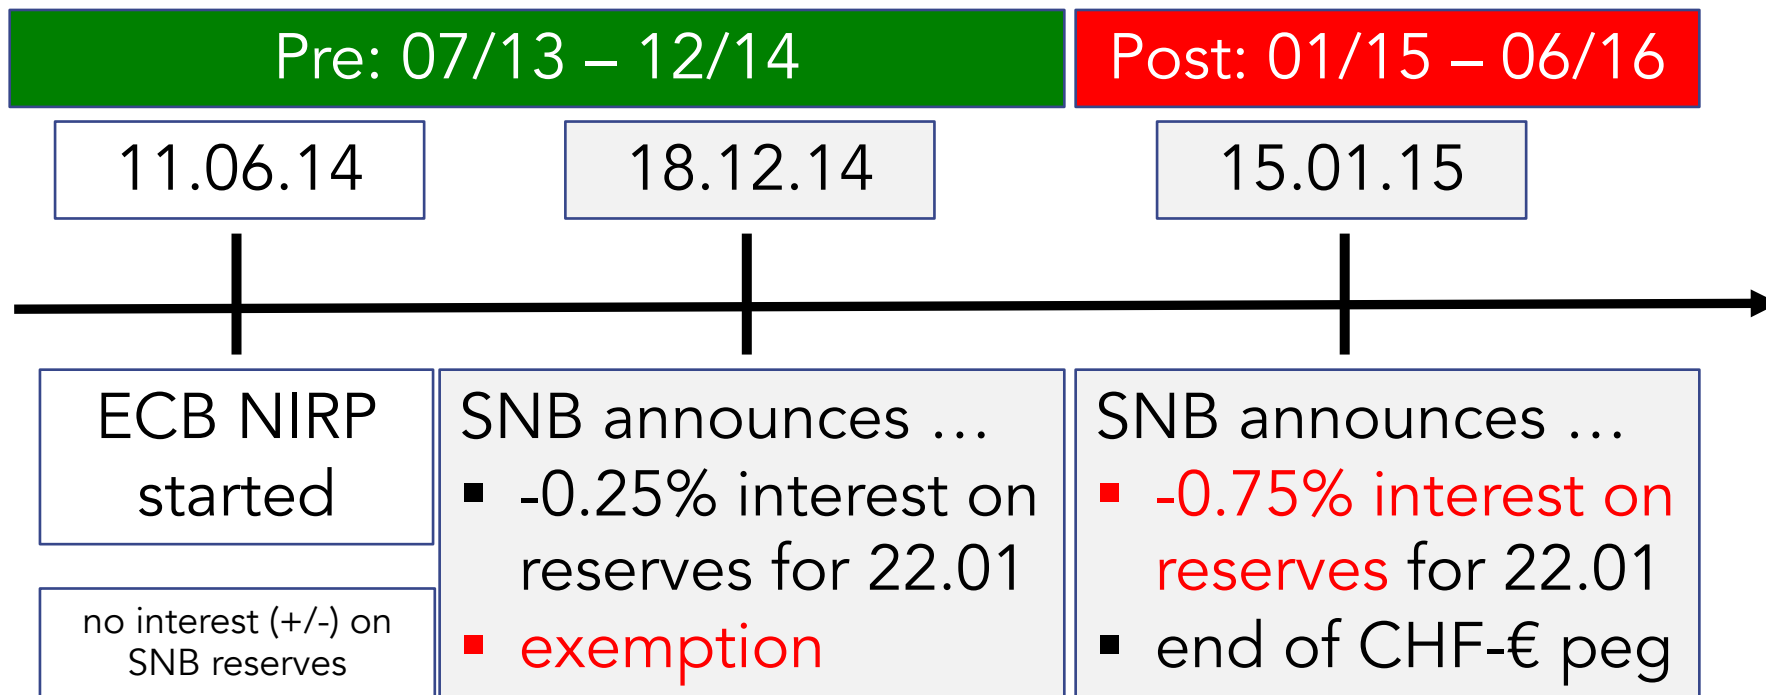 Pre: 07/13 – 12/14
Post: 01/15 – 06/16
11.06.14
18.12.14
15.01.15
ECB NIRP
started
no interest (+/-) on
SNB reserves
SNB announces …
▪ -0.25% interest on
reserves for 22.01
▪ exemption
SNB announces …
▪ -0.75% interest on
reserves for 22.01
▪ end of CHF-€ peg